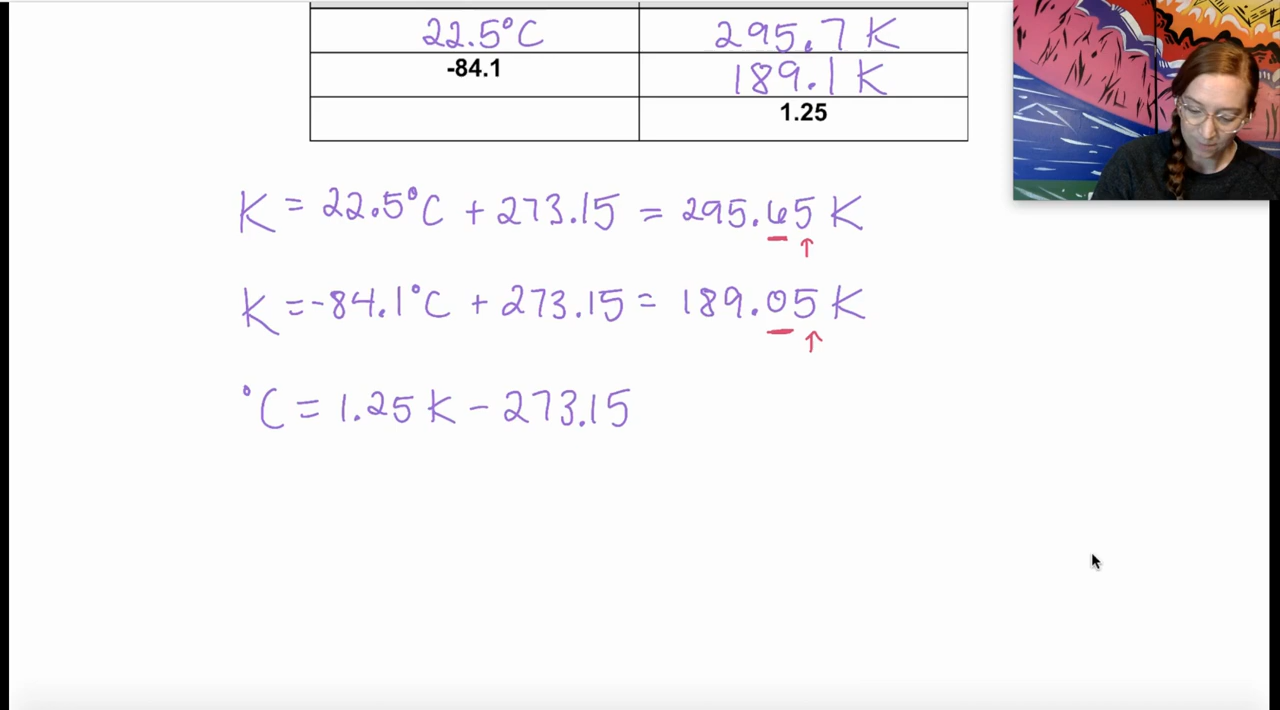 22.5°C 295.7 K
-84.1 189.1 K
1.25
K = 22.5°C + 273.15 = 295.65 K
↑
K = -84.1°C + 273.15 = 189.05 K
↑
°C = 1.25 K - 273.15